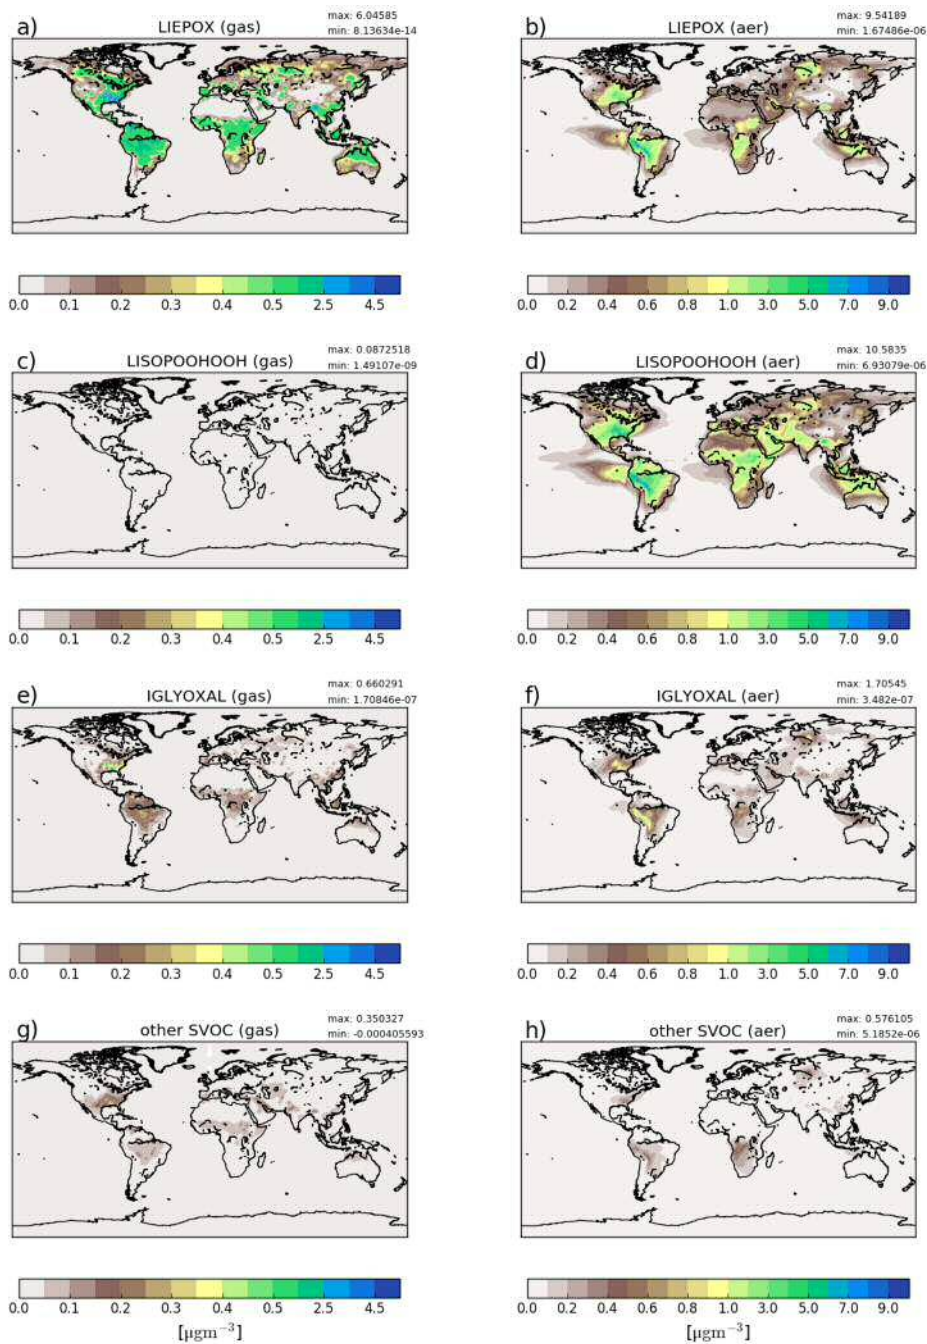 a) LIEPOX (gas) max: 6.04585
min: 8.13634e-14
0.0 0.1 0.2 0.3 0.4 0.5 2.5 4.5
b) LIEPOX (aer) max: 9.54189
min: 1.67486e-06
0.0 0.2 0.4 0.6 0.8 1.0 3.0 5.0 7.0 9.0
c) LISOPOOHOOH (gas) max: 0.0872518
min: 1.49107e-09
0.0 0.1 0.2 0.3 0.4 0.5 2.5 4.5
d) LISOPOOHOOH (aer) max: 10.5835
min: 6.93079e-06
0.0 0.2 0.4 0.6 0.8 1.0 3.0 5.0 7.0 9.0
e) IGLYOXAL (gas) max: 0.660291
min: 1.70846e-07
0.0 0.1 0.2 0.3 0.4 0.5 2.5 4.5
f) IGLYOXAL (aer) max: 1.70545
min: 3.482e-07
0.0 0.2 0.4 0.6 0.8 1.0 3.0 5.0 7.0 9.0
g) other SVOC (gas) max: 0.350327
min: -0.000405593
0.0 0.1 0.2 0.3 0.4 0.5 2.5 4.5
[μgm⁻³]
h) other SVOC (aer) max: 0.576105
min: 5.1852e-06
0.0 0.2 0.4 0.6 0.8 1.0 3.0 5.0 7.0 9.0
[μgm⁻³]